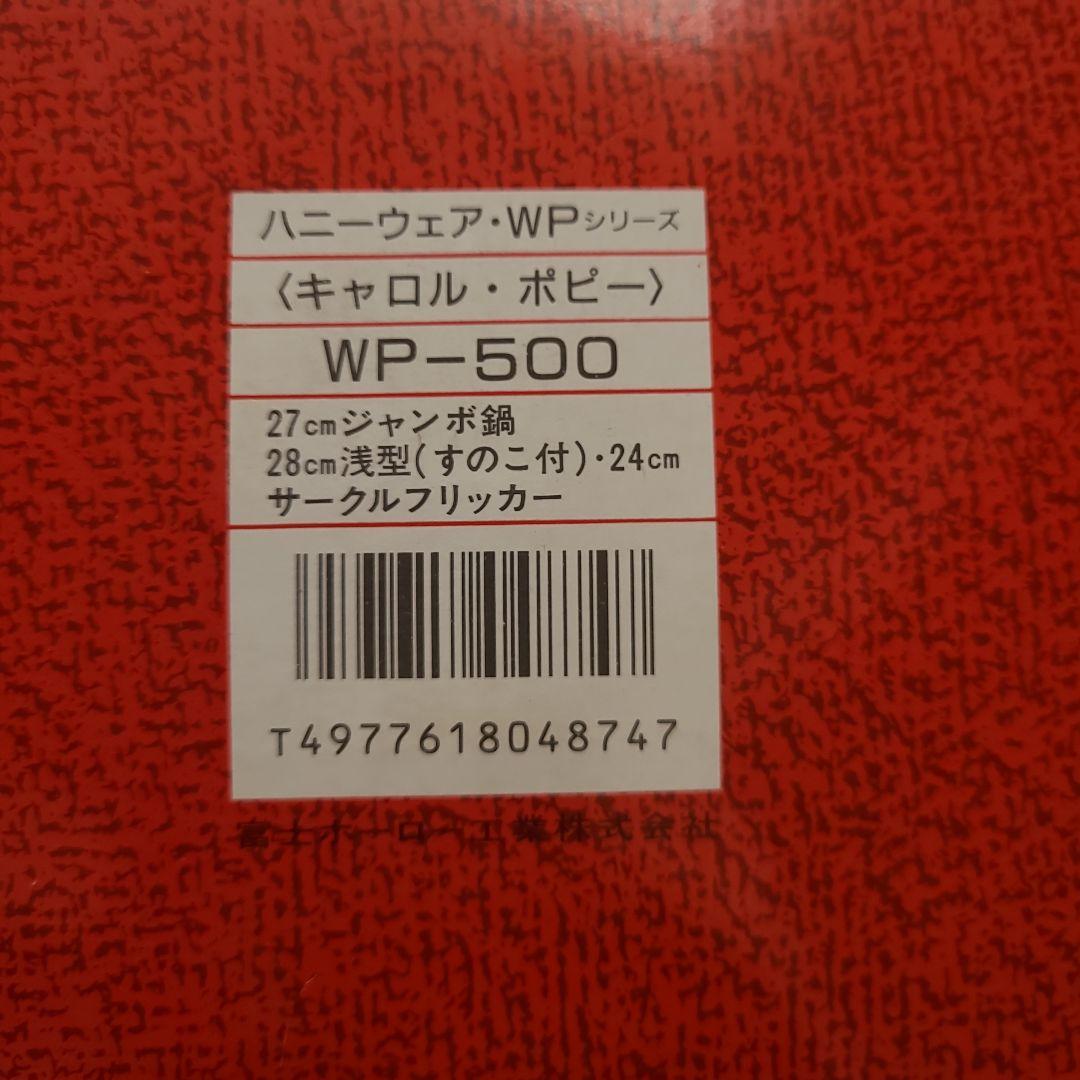 ハニーウェア・WPシリーズ
〈キャロル・ポピー〉
WP-500
27cmジャンボ鍋
28cm浅型(すのこ付)・24cm
サークルフリッカー
T4977618048747
富士ホーロー工業株式会社